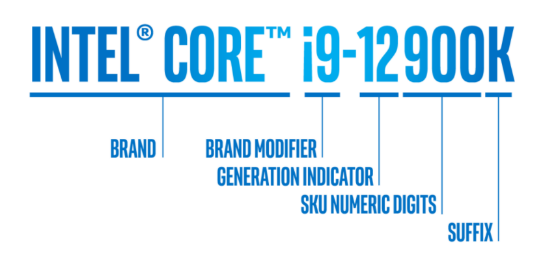 INTEL® CORE™ i9-12900K
BRAND
BRAND MODIFIER
GENERATION INDICATOR
SKU NUMERIC DIGITS
SUFFIX